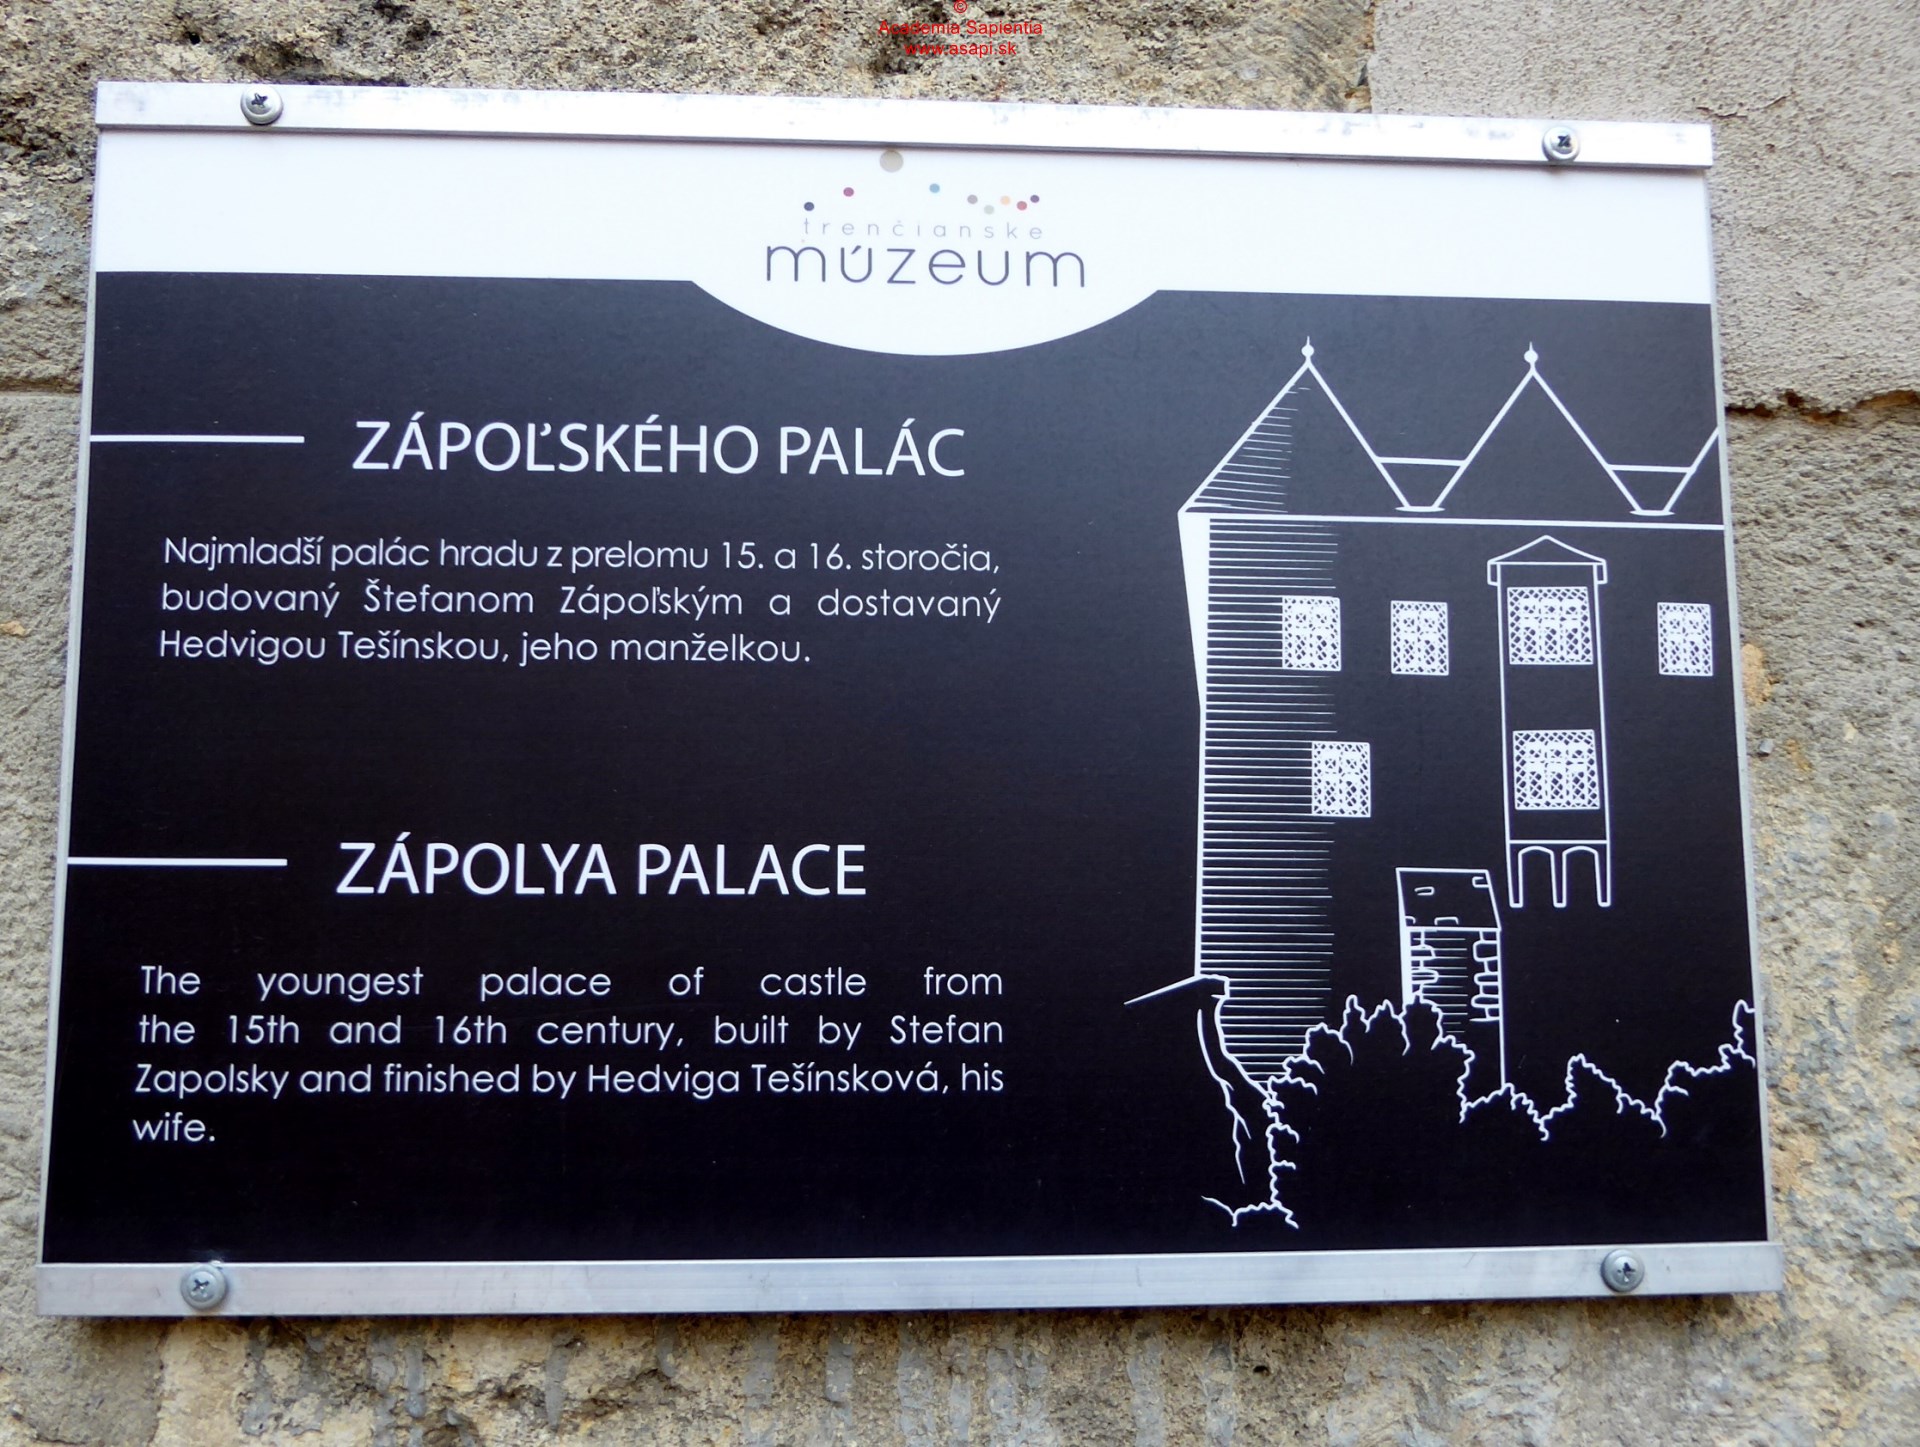 ©
Academia Sapientia
www.asapi.sk
trenčianske
múzeum
ZÁPOĽSKÉHO PALÁC
Najmladší palác hradu z prelomu 15. a 16. storočia,
budovaný Štefanom Zápoľským a dostavaný
Hedvigou Tešínskou, jeho manželkou.
ZÁPOLYA PALACE
The youngest palace of castle from
the 15th and 16th century, built by Stefan
Zapolsky and finished by Hedviga Tešínsková, his
wife.